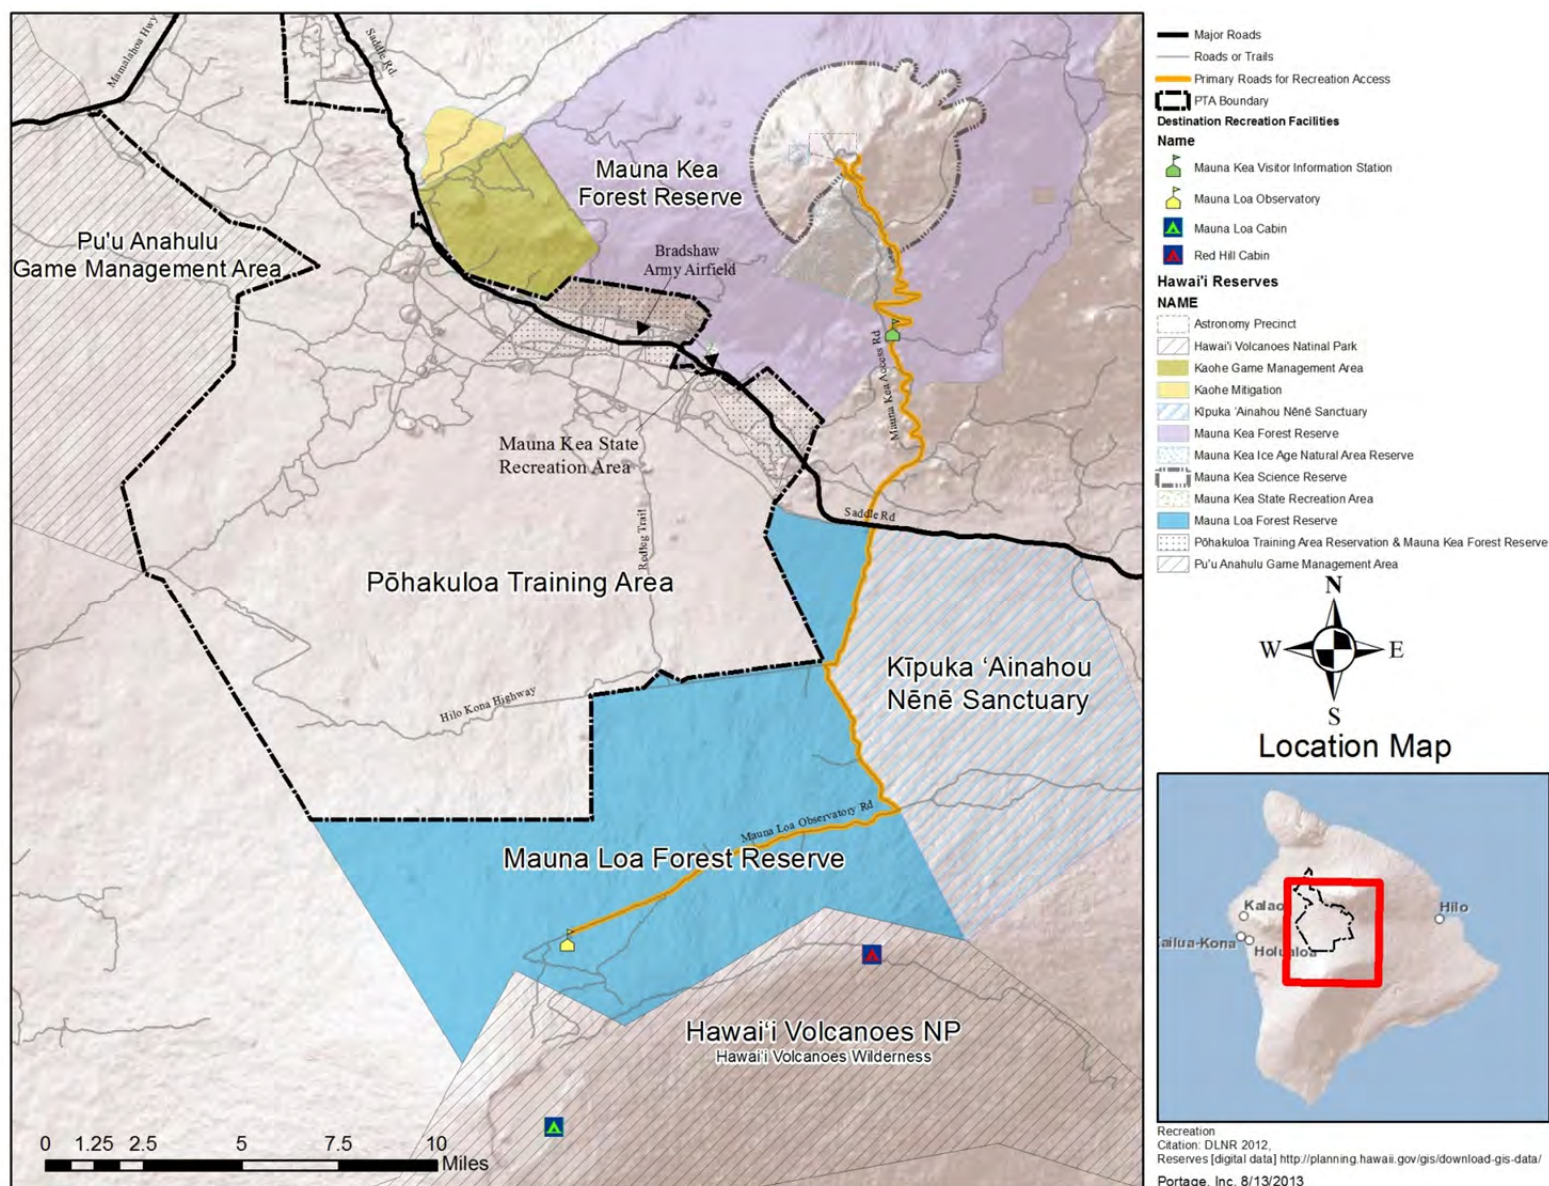 Mamalahoa Hwy
Saddle Rd
Mauna Kea
Forest Reserve
Pu'u Anahulu
Game Management Area
Bradshaw
Army Airfield
Mauna Kea Access Rd
Mauna Kea State
Recreation Area
Saddle Rd
Redleg Trail
Pōhakuloa Training Area
Kīpuka ‘Ainahou
Nēnē Sanctuary
Hilo Kona Highway
Mauna Loa Observatory Rd
Mauna Loa Forest Reserve
Hawai‘i Volcanoes NP
Hawai‘i Volcanoes Wilderness
0 1.25 2.5 5 7.5 10
Miles
Major Roads
Roads or Trails
Primary Roads for Recreation Access
PTA Boundary
Destination Recreation Facilities
Name
Mauna Kea Visitor Information Station
Mauna Loa Observatory
Mauna Loa Cabin
Red Hill Cabin
Hawai'i Reserves
NAME
Astronomy Precinct
Hawai'i Volcanoes Natinal Park
Kaohe Game Management Area
Kaohe Mitigation
Kīpuka ‘Ainahou Nēnē Sanctuary
Mauna Kea Forest Reserve
Mauna Kea Ice Age Natural Area Reserve
Mauna Kea Science Reserve
Mauna Kea State Recreation Area
Mauna Loa Forest Reserve
Pōhakuloa Training Area Reservation & Mauna Kea Forest Reserve
Pu'u Anahulu Game Management Area
N
W E
S
Location Map
Kalao
Hilo
ailua-Kona
Holualoa
Recreation
Citation: DLNR 2012,
Reserves [digital data] http://planning.hawaii.gov/gis/download-gis-data/
Portage, Inc. 8/13/2013